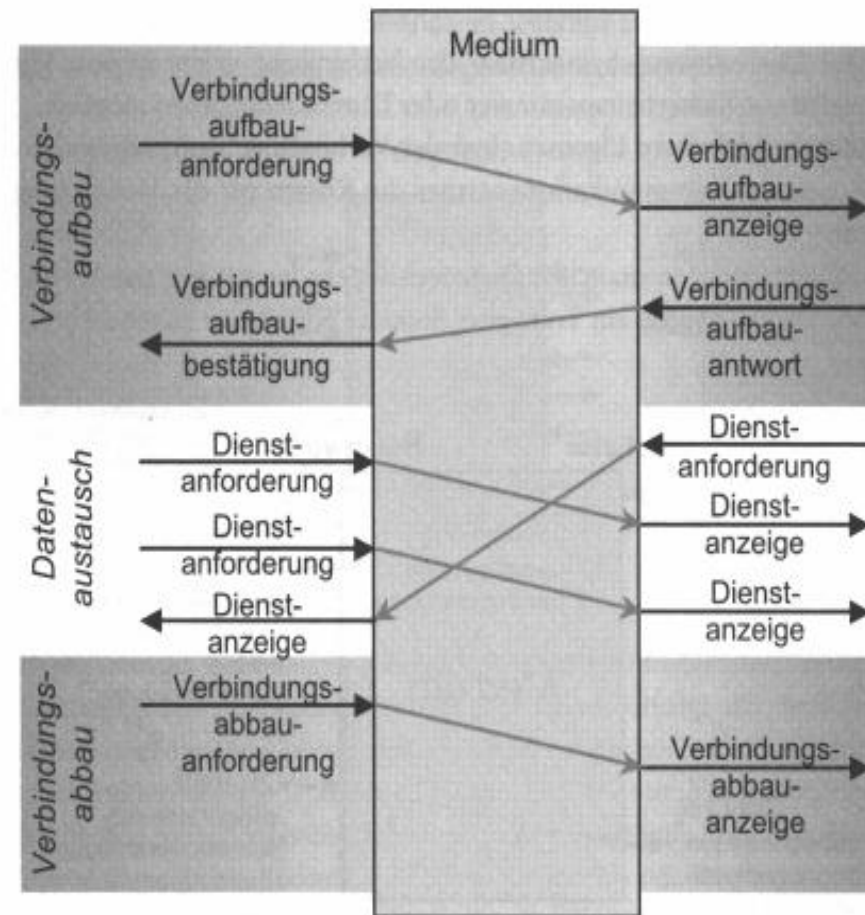 Medium
Verbindungs-
aufbau
Verbindungs-
aufbau-
anforderung
Verbindungs-
aufbau-
anzeige
Verbindungs-
aufbau-
bestätigung
Verbindungs-
aufbau-
antwort
Daten-
austausch
Dienst-
anforderung
Dienst-
anforderung
Dienst-
anzeige
Dienst-
anforderung
Dienst-
anzeige
Dienst-
anzeige
Verbindungs-
abbau
Verbindungs-
abbau-
anforderung
Verbindungs-
abbau-
anzeige